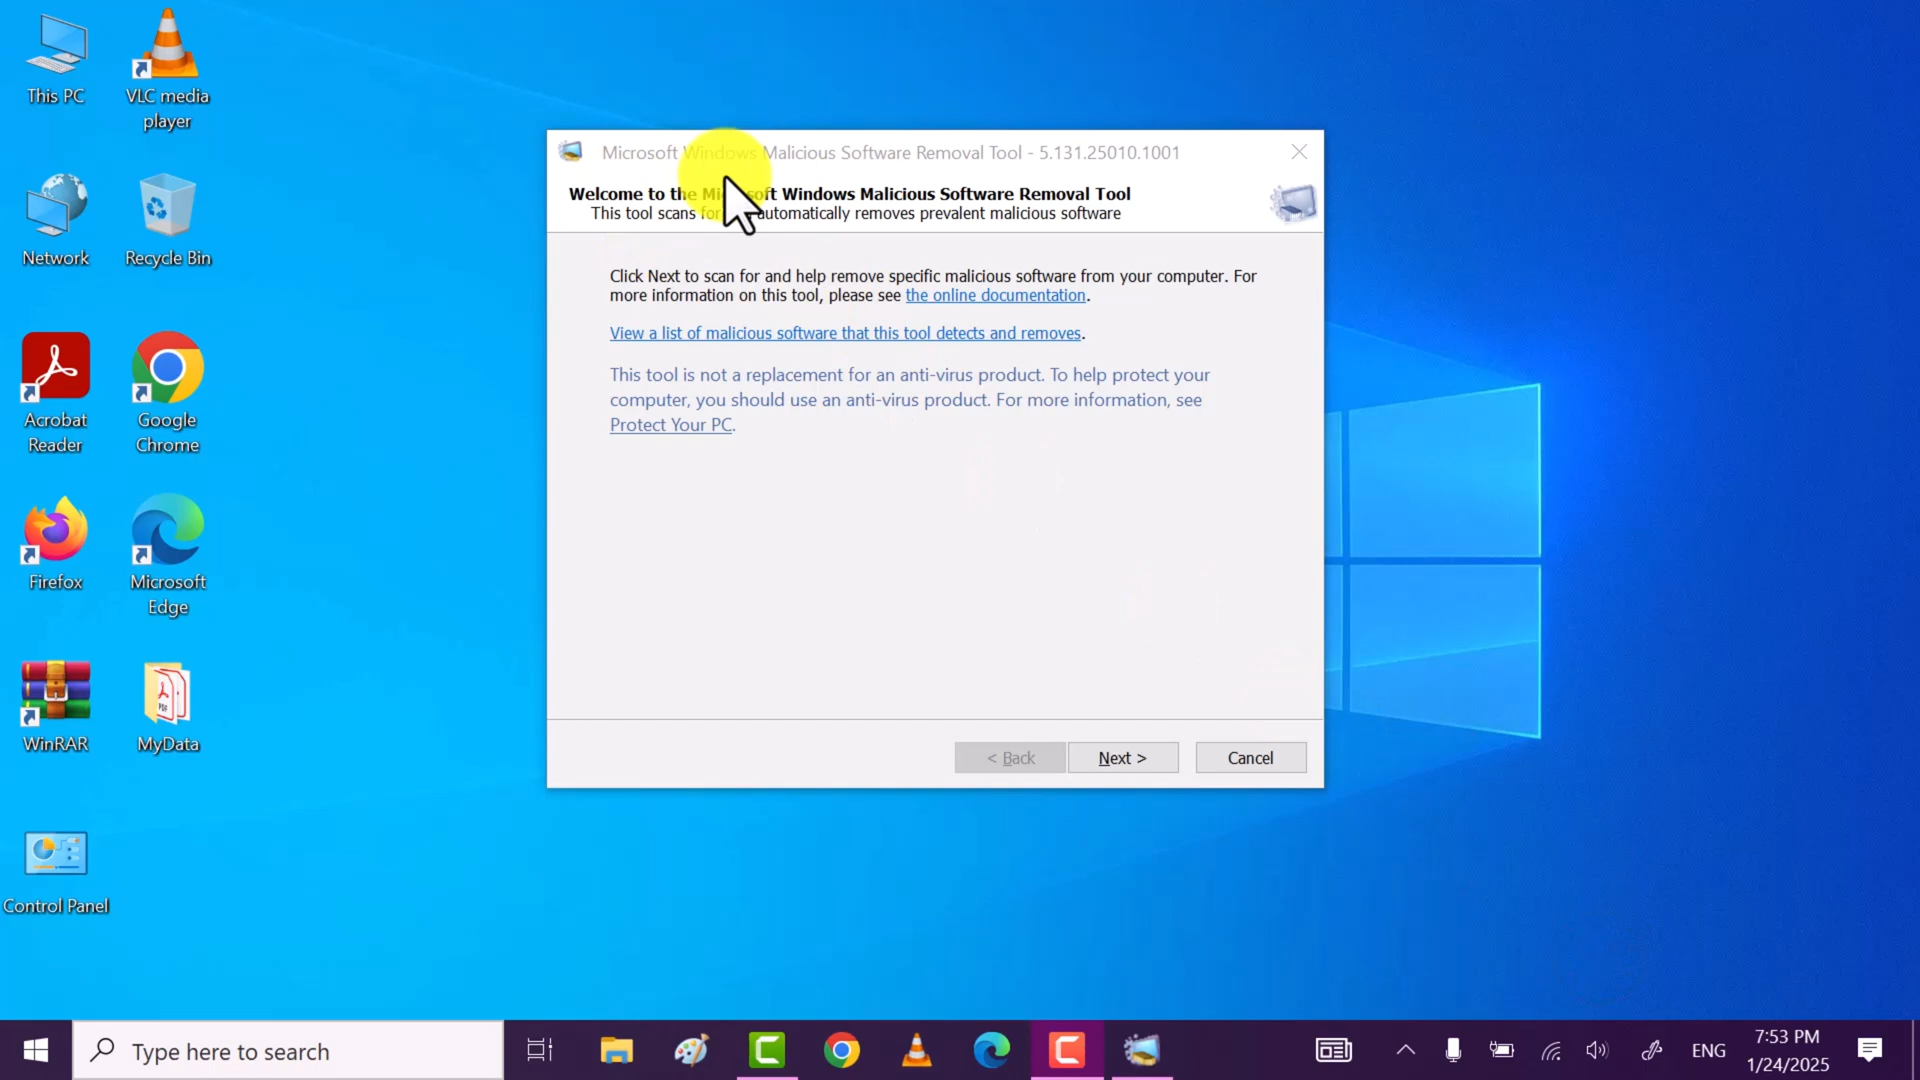 This PC
VLC media
player
Network
Recycle Bin
Acrobat
Reader
Google
Chrome
Firefox
Microsoft
Edge
WinRAR
PDF
MyData
Control Panel
Microsoft Windows Malicious Software Removal Tool - 5.131.25010.1001
Welcome to the Microsoft Windows Malicious Software Removal Tool
This tool scans for automatically removes prevalent malicious software
Click Next to scan for and help remove specific malicious software from your computer. For
more information on this tool, please see the online documentation.
View a list of malicious software that this tool detects and removes.
This tool is not a replacement for an anti-virus product. To help protect your
computer, you should use an anti-virus product. For more information, see
Protect Your PC.
< Back
Next >
Cancel
Type here to search
ENG
7:53 PM
1/24/2025